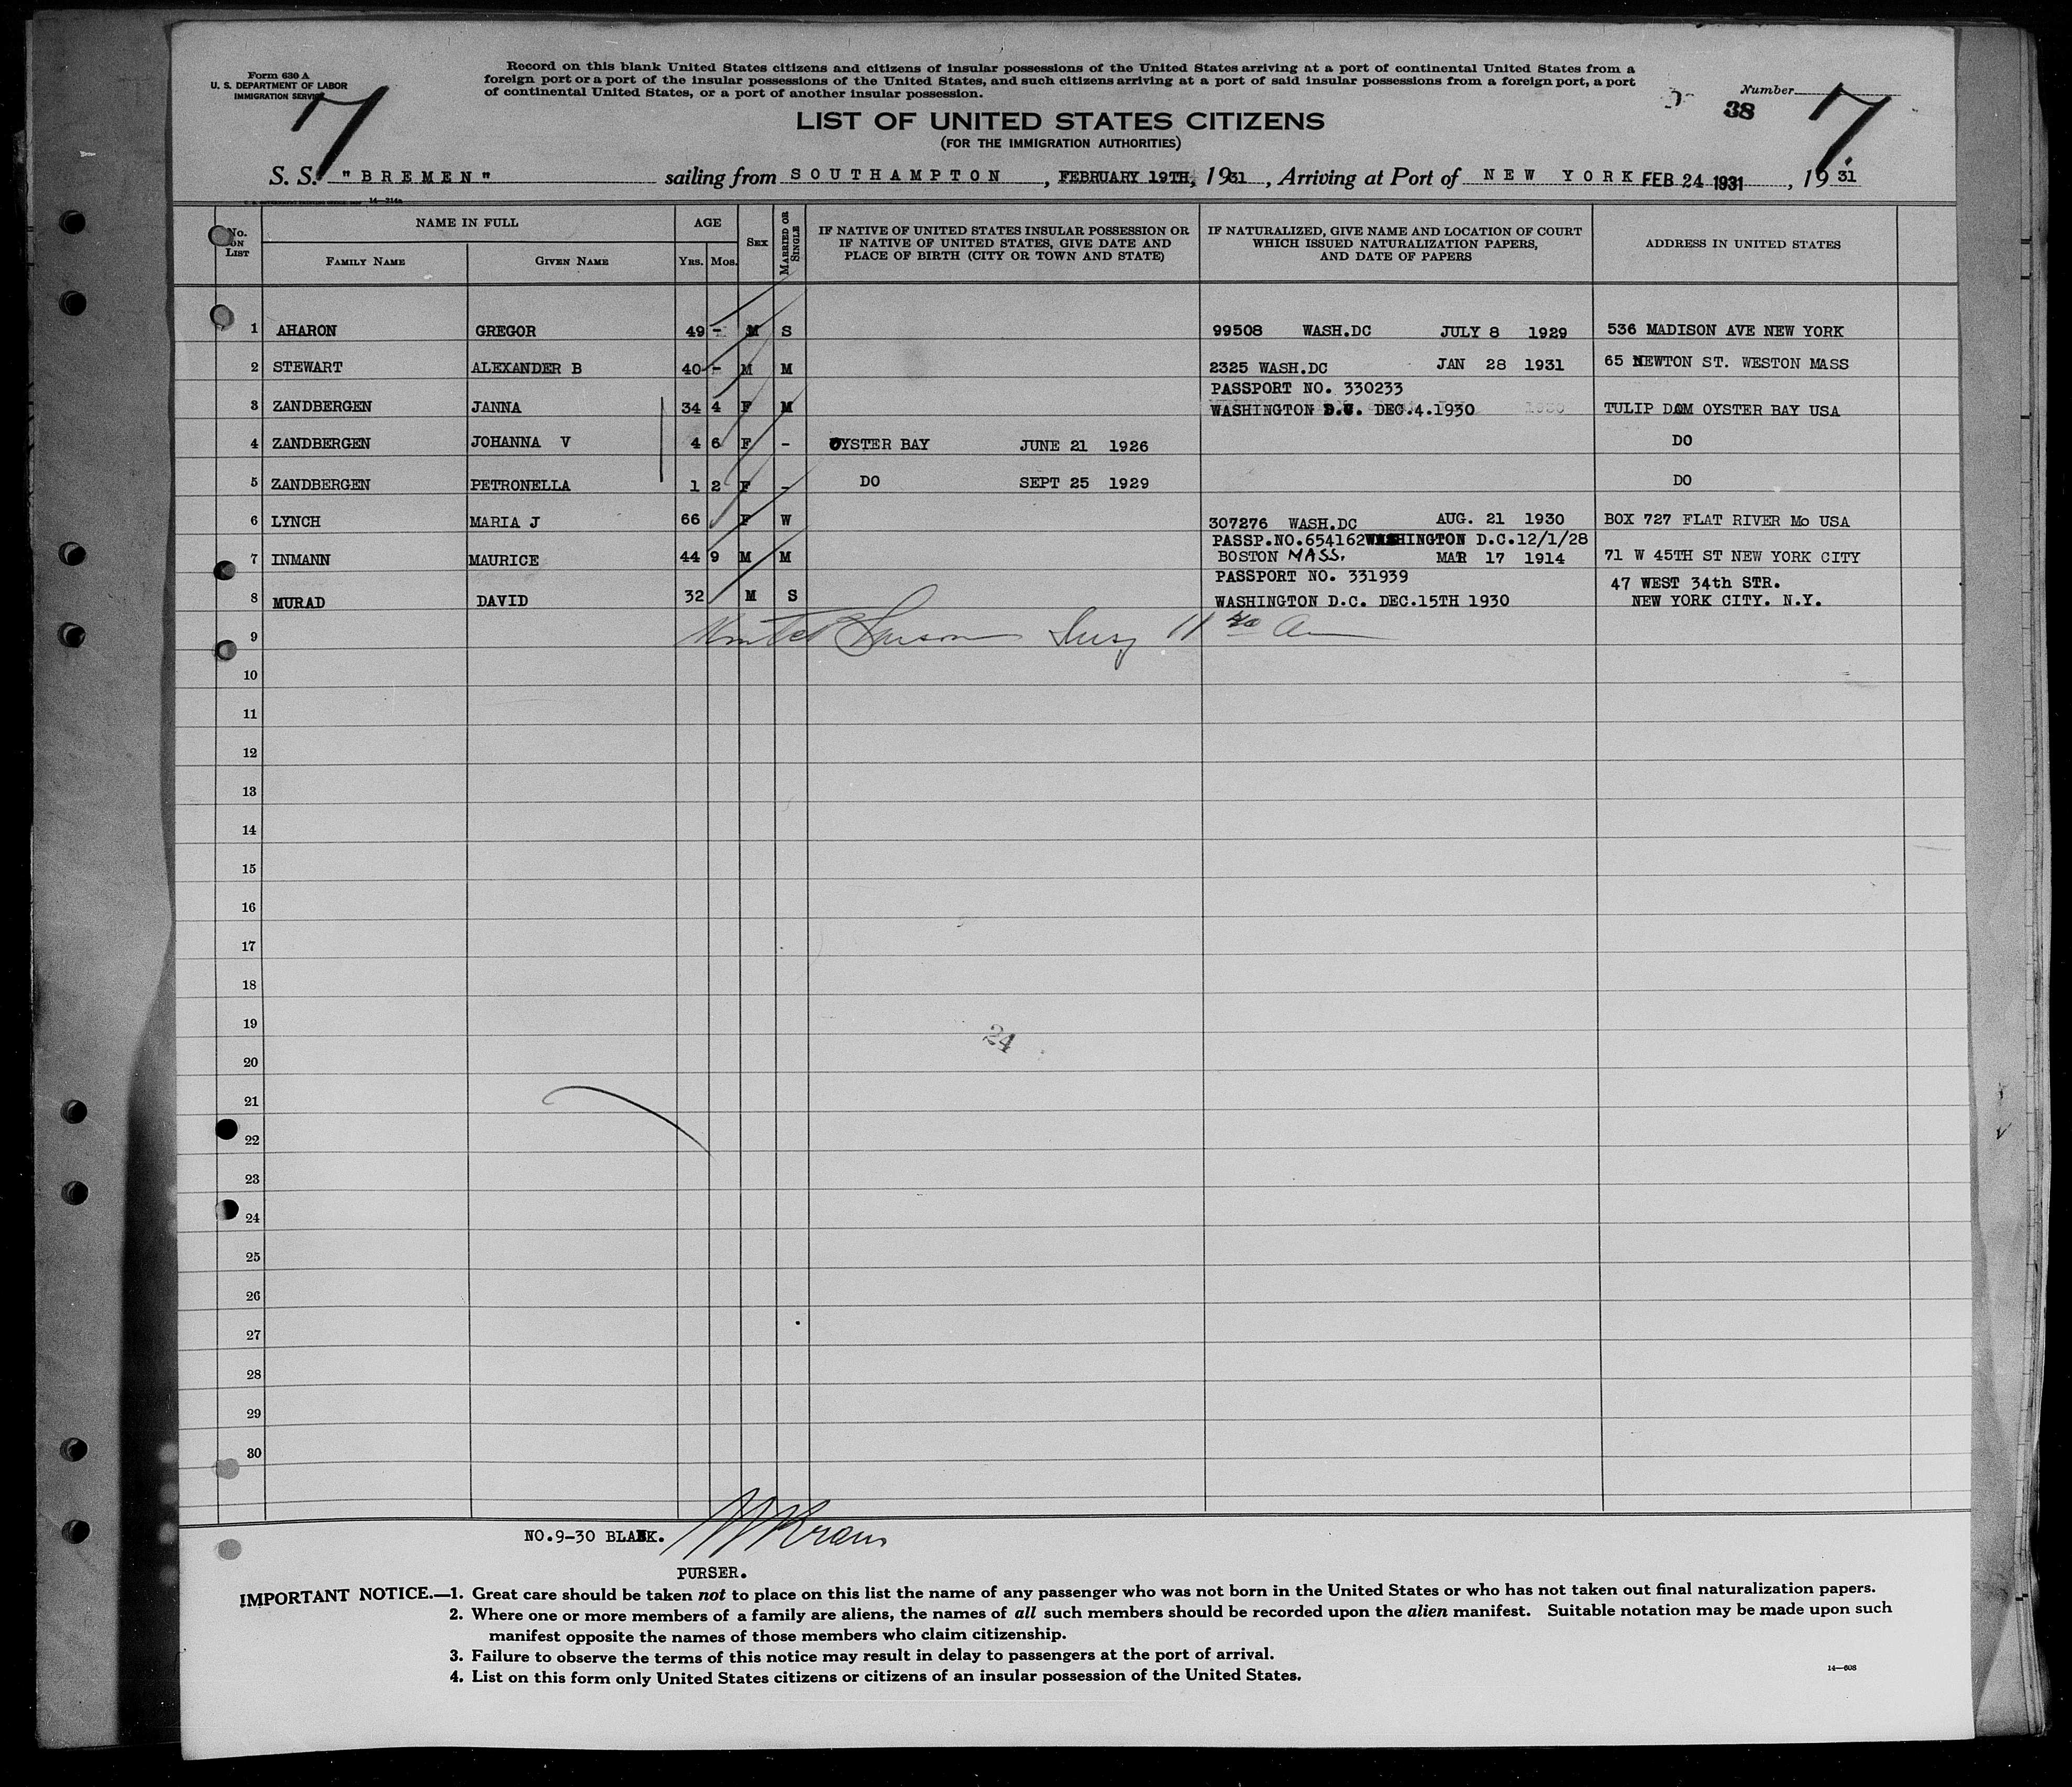 Form 630 A
U. S. DEPARTMENT OF LABOR
IMMIGRATION SERVICE
7
Record on this blank United States citizens and citizens of insular possessions of the United States arriving at a port of continental United States from a
foreign port or a port of the insular possessions of the United States, and such citizens arriving at a port of said insular possessions from a foreign port, a port
of continental United States, or a port of another insular possession.
Number
38
7
LIST OF UNITED STATES CITIZENS
(FOR THE IMMIGRATION AUTHORITIES)
S. S. "BREMEN" sailing from SOUTHAMPTON, FEBRUARY 19TH, 1931, Arriving at Port of NEW YORK FEB 24 1931, 1931
14—214a
No. ON LIST
NAME IN FULL
FAMILY NAME GIVEN NAME
AGE
YRS. MOS.
SEX
MARRIED OR SINGLE
IF NATIVE OF UNITED STATES INSULAR POSSESSION OR
IF NATIVE OF UNITED STATES, GIVE DATE AND
PLACE OF BIRTH (CITY OR TOWN AND STATE)
IF NATURALIZED, GIVE NAME AND LOCATION OF COURT
WHICH ISSUED NATURALIZATION PAPERS,
AND DATE OF PAPERS
ADDRESS IN UNITED STATES
1 AHARON GREGOR 49 - M S 99508 WASH.DC JULY 8 1929 536 MADISON AVE NEW YORK
2 STEWART ALEXANDER B 40 - M M 2325 WASH.DC JAN 28 1931 65 NEWTON ST. WESTON MASS
PASSPORT NO. 330233
3 ZANDBERGEN JANNA 34 4 F M WASHINGTON D.C. DEC.4.1930 TULIP DAM OYSTER BAY USA
4 ZANDBERGEN JOHANNA V 4 6 F - OYSTER BAY JUNE 21 1926 DO
5 ZANDBERGEN PETRONELLA 1 2 F - DO SEPT 25 1929 DO
6 LYNCH MARIA J 66 F W 307276 WASH.DC AUG. 21 1930 BOX 727 FLAT RIVER Mo USA
PASSP.NO.654162 WASHINGTON D.C.12/1/28
7 INMANN MAURICE 44 9 M M BOSTON MASS. MAR 17 1914 71 W 45TH ST NEW YORK CITY
PASSPORT NO. 331939 47 WEST 34th STR.
8 MURAD DAVID 32 M S WASHINGTON D.C. DEC.15TH 1930 NEW YORK CITY. N.Y.
9
10
11
12
13
14
15
16
17
18
19
24
20
21
22
23
24
25
26
27
28
29
30
NO.9-30 BLANK.
PURSER.
IMPORTANT NOTICE.—1. Great care should be taken not to place on this list the name of any passenger who was not born in the United States or who has not taken out final naturalization papers.
2. Where one or more members of a family are aliens, the names of all such members should be recorded upon the alien manifest. Suitable notation may be made upon such
manifest opposite the names of those members who claim citizenship.
3. Failure to observe the terms of this notice may result in delay to passengers at the port of arrival.
4. List on this form only United States citizens or citizens of an insular possession of the United States.
14—608